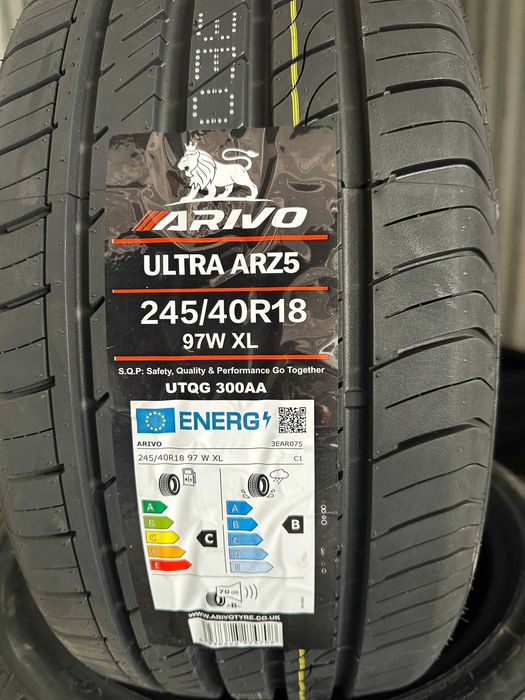 ARIVO
ULTRA ARZ5
245/40R18
97W XL
S.Q.P: Safety, Quality & Performance Go Together
UTQG 300AA
ENERG
ARIVO 3EAR075
245/40R18 97 W XL C1
A A
B B B
C C C
D D
E E
70 dB
ABC
WWW.ARIVOTYRE.CO.UK